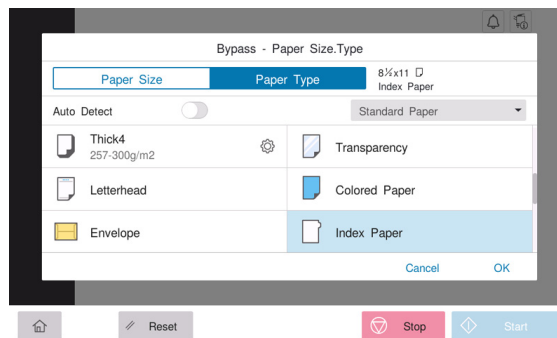 Bypass - Paper Size.Type
Paper Size
Paper Type
8½x11
Index Paper
Auto Detect
Standard Paper
Thick4
257-300g/m2
Transparency
Letterhead
Colored Paper
Envelope
Index Paper
Cancel
OK
Reset
Stop
Start